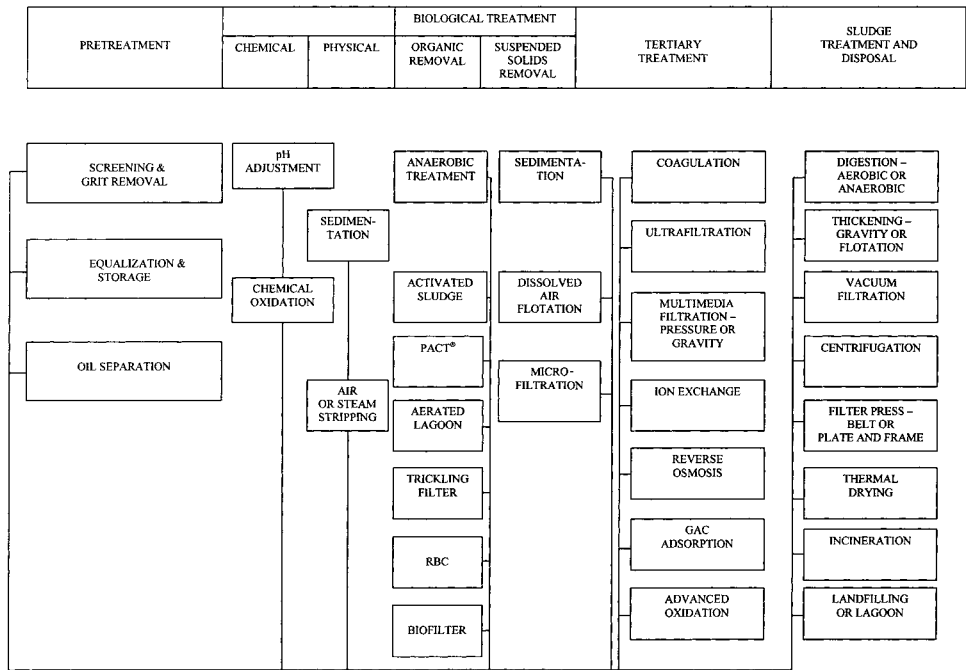 PRETREATMENT
CHEMICAL
PHYSICAL
BIOLOGICAL TREATMENT
ORGANIC
REMOVAL
SUSPENDED
SOLIDS
REMOVAL
TERTIARY
TREATMENT
SLUDGE
TREATMENT AND
DISPOSAL
SCREENING &
GRIT REMOVAL
EQUALIZATION &
STORAGE
OIL SEPARATION
pH
ADJUSTMENT
CHEMICAL
OXIDATION
SEDIMEN-
TATION
AIR
OR STEAM
STRIPPING
ANAEROBIC
TREATMENT
ACTIVATED
SLUDGE
PACT®
AERATED
LAGOON
TRICKLING
FILTER
RBC
BIOFILTER
SEDIMENTA-
TION
DISSOLVED
AIR
FLOTATION
MICRO-
FILTRATION
COAGULATION
ULTRAFILTRATION
MULTIMEDIA
FILTRATION –
PRESSURE OR
GRAVITY
ION EXCHANGE
REVERSE
OSMOSIS
GAC
ADSORPTION
ADVANCED
OXIDATION
DIGESTION –
AEROBIC OR
ANAEROBIC
THICKENING –
GRAVITY OR
FLOTATION
VACUUM
FILTRATION
CENTRIFUGATION
FILTER PRESS –
BELT OR
PLATE AND FRAME
THERMAL
DRYING
INCINERATION
LANDFILLING
OR LAGOON